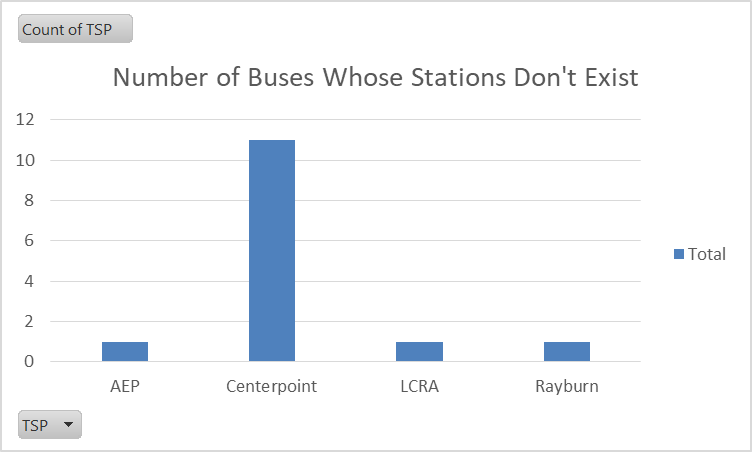 Count of TSP
Number of Buses Whose Stations Don't Exist
12
10
8
6
4
2
0
AEP Centerpoint LCRA Rayburn
Total
TSP